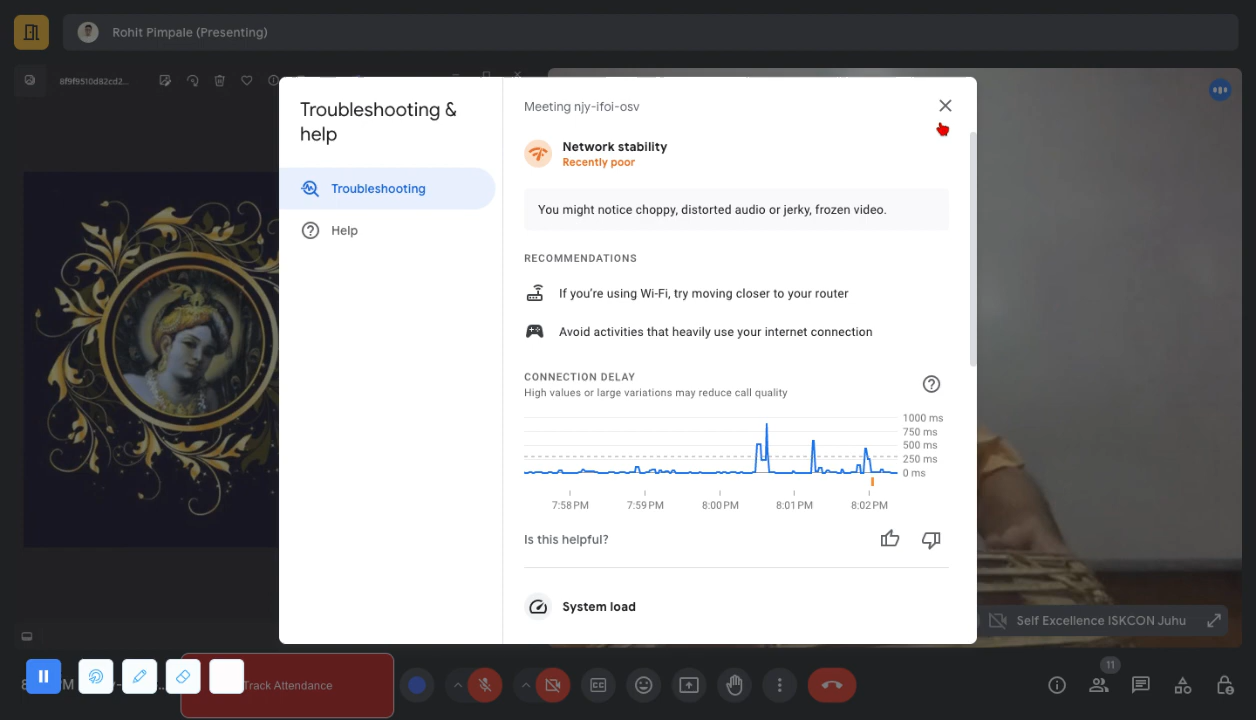 Rohit Pimpale (Presenting)
8f9f9510d82cd2...
Troubleshooting &
help
Troubleshooting
Help
Meeting njy-ifoi-osv
Network stability
Recently poor
You might notice choppy, distorted audio or jerky, frozen video.
RECOMMENDATIONS
If you're using Wi-Fi, try moving closer to your router
Avoid activities that heavily use your internet connection
CONNECTION DELAY
High values or large variations may reduce call quality
1000 ms
750 ms
500 ms
250 ms
0 ms
7:58 PM
7:59 PM
8:00 PM
8:01 PM
8:02 PM
Is this helpful?
System load
Self Excellence ISKCON Juhu
Track Attendance
11